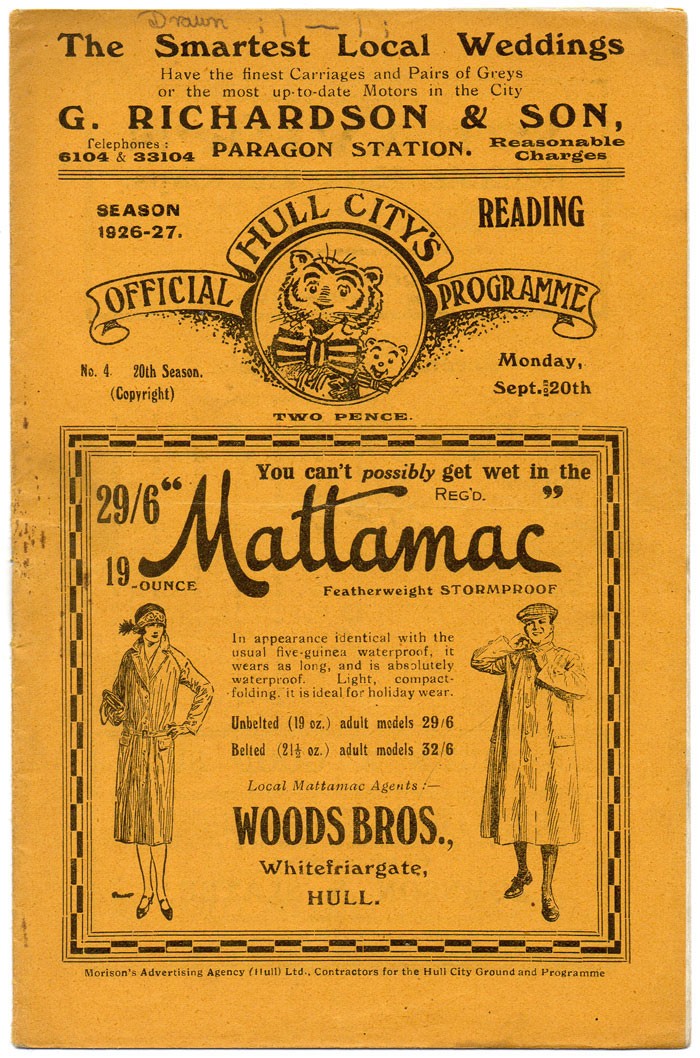 Drawn 1 — 1
The Smartest Local Weddings
Have the finest Carriages and Pairs of Greys
or the most up-to-date Motors in the City
G. RICHARDSON & SON,
Telephones :
6104 & 33104
PARAGON STATION.
Reasonable
Charges
SEASON
1926-27.
READING
HULL CITY'S
OFFICIAL PROGRAMME
No. 4. 20th Season.
(Copyright)
Monday,
Sept. 20th
TWO PENCE.
You can't possibly get wet in the
29/6 "Mattamac"
REG'D.
19-OUNCE
Featherweight STORMPROOF
In appearance identical with the
usual five-guinea waterproof, it
wears as long, and is absolutely
waterproof. Light, compact-
folding, it is ideal for holiday wear.
Unbelted (19 oz.) adult models 29/6
Belted (21½ oz.) adult models 32/6
Local Mattamac Agents :—
WOODS BROS.,
Whitefriargate,
HULL.
Morison's Advertising Agency (Hull) Ltd., Contractors for the Hull City Ground and Programme